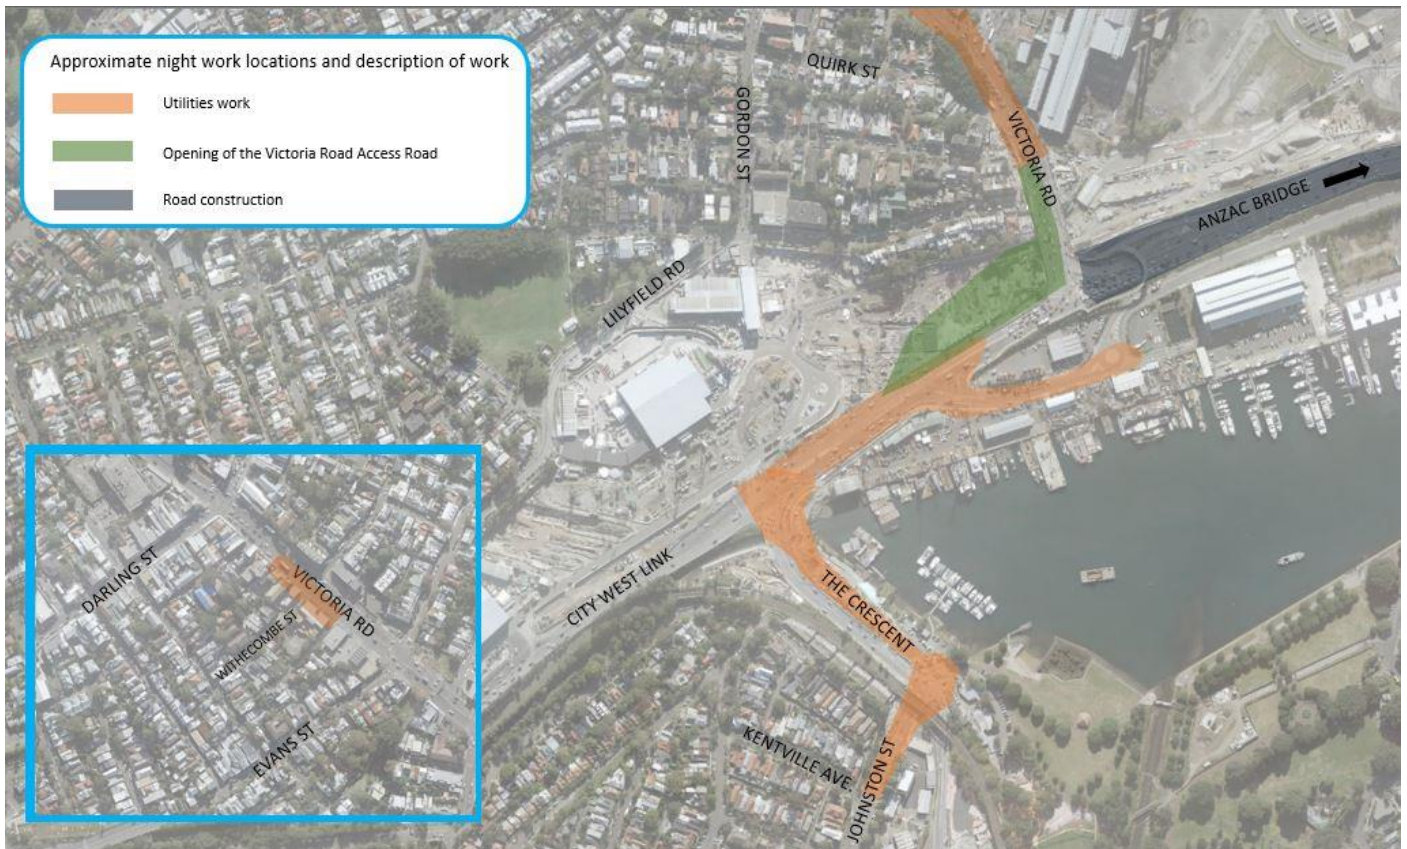 Approximate night work locations and description of work
Utilities work
Opening of the Victoria Road Access Road
Road construction
QUIRK ST
GORDON ST
VICTORIA RD
ANZAC BRIDGE
LILYFIELD RD
CITY WEST LINK
THE CRESCENT
KENTVILLE AVE.
JOHNSTON ST
DARLING ST
VICTORIA RD
WITHECOMBE ST
EVANS ST